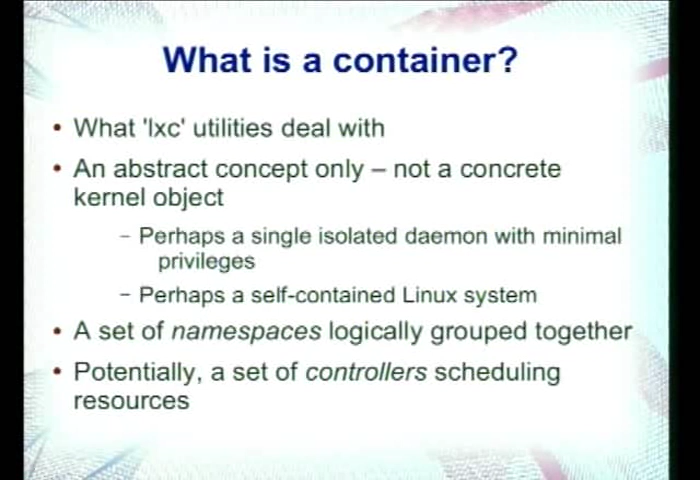 What is a container?
• What 'lxc' utilities deal with
• An abstract concept only – not a concrete
kernel object
– Perhaps a single isolated daemon with minimal
privileges
– Perhaps a self-contained Linux system
• A set of namespaces logically grouped together
• Potentially, a set of controllers scheduling
resources